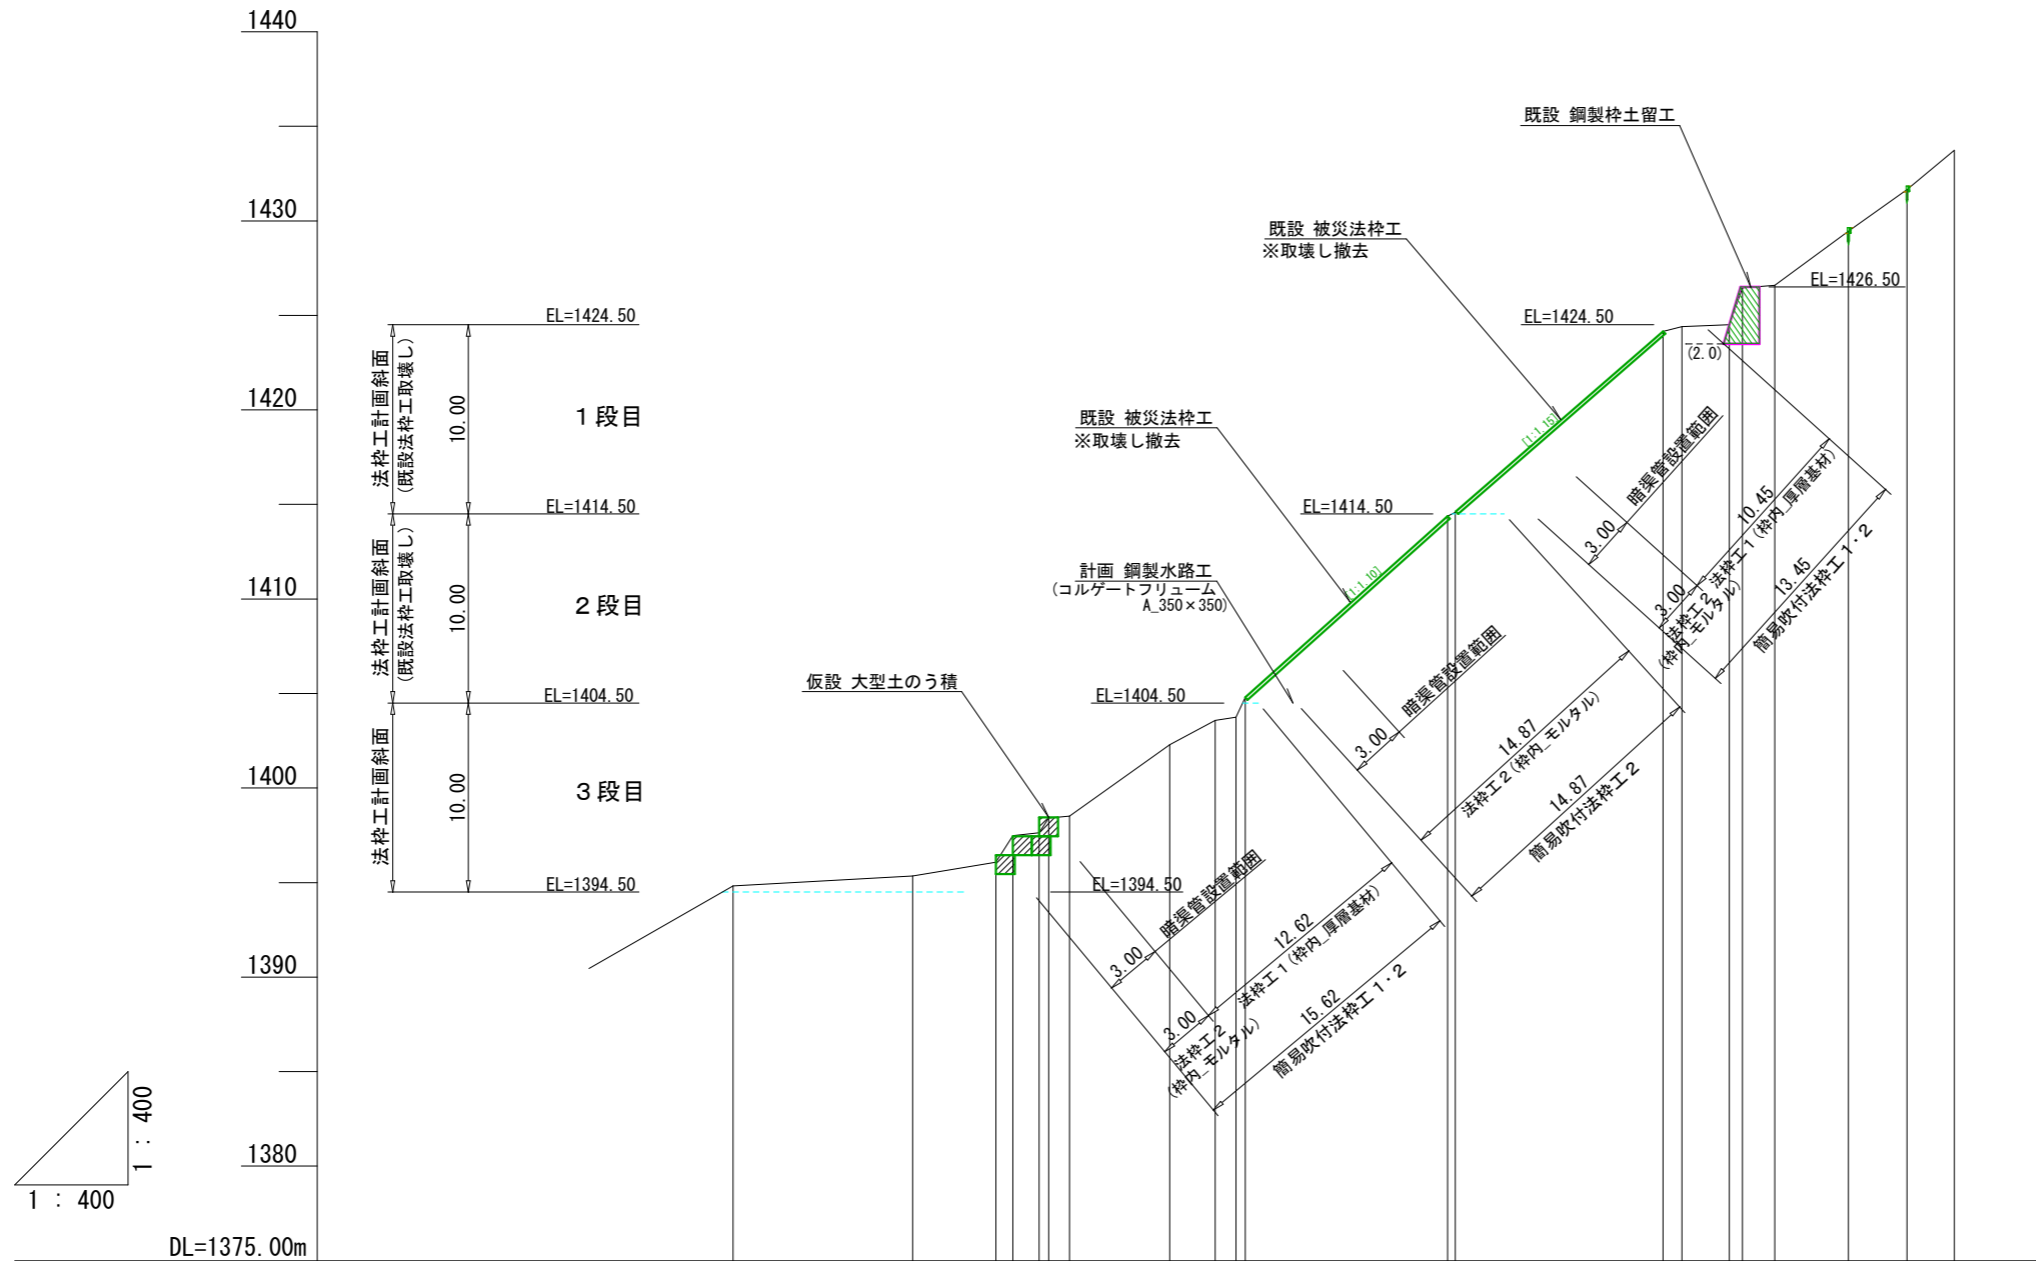 1440
1430
1420
1410
1400
1390
1380
DL=1375.00m
1 : 400
1 : 400
EL=1424.50
法枠工計画斜面
(既設法枠工取壊し)
10.00
1段目
EL=1414.50
法枠工計画斜面
(既設法枠工取壊し)
10.00
2段目
EL=1404.50
法枠工計画斜面
10.00
3段目
EL=1394.50
既設 鋼製枠土留工
既設 被災法枠工
※取壊し撤去
EL=1426.50
EL=1424.50
(2.0)
既設 被災法枠工
※取壊し撤去
[1:1.15]
EL=1414.50
[1:1.10]
計画 鋼製水路工
(コルゲートフリューム
A_350×350)
仮設 大型土のう積
EL=1404.50
EL=1394.50
暗渠管設置範囲
3.00
10.45
法枠工1(枠内_厚層基材)
3.00
法枠工2
(枠内_モルタル)
13.45
簡易吹付法枠工1・2
暗渠管設置範囲
3.00
14.87
法枠工2(枠内_モルタル)
14.87
簡易吹付法枠工2
暗渠管設置範囲
3.00
12.62
法枠工1(枠内_厚層基材)
3.00
法枠工2
(枠内_モルタル)
15.62
簡易吹付法枠工1・2